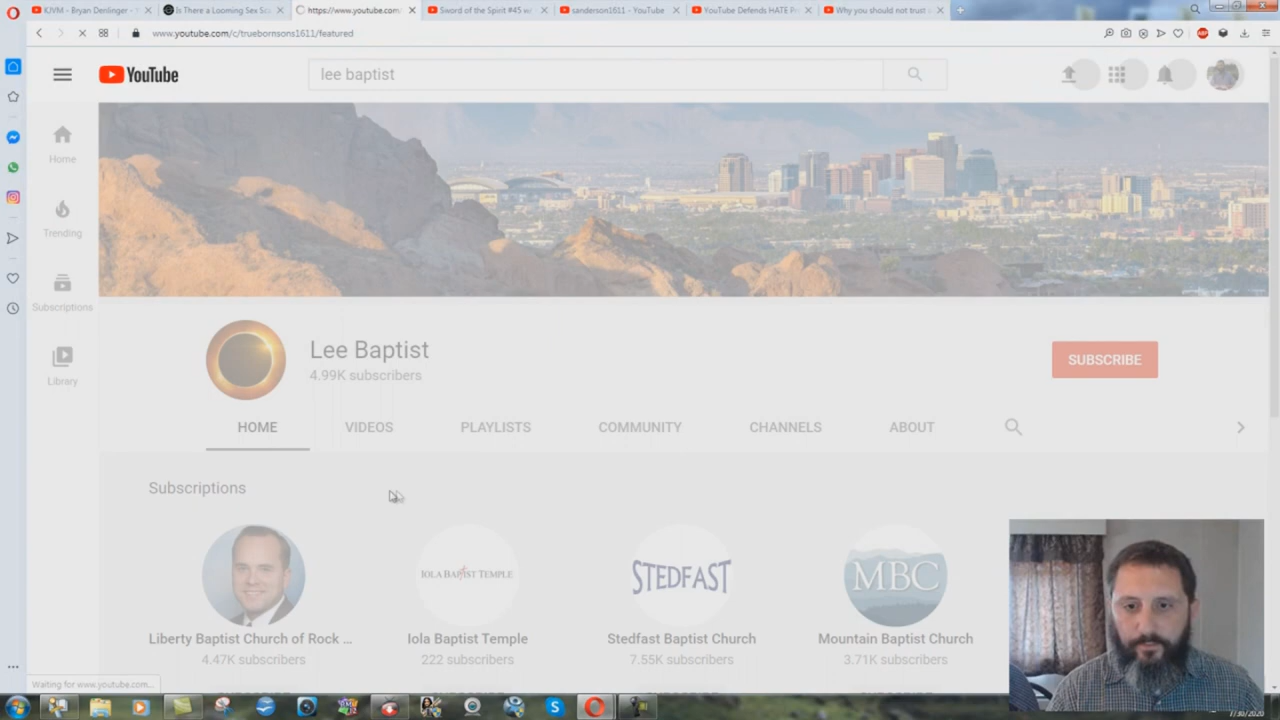 KJVM - Bryan Denlinger -
Is There a Looming Sex
https://www.youtube.com
Sword of the Spirit #45
sanderson1611 - YouTube
YouTube Defends HATE
Why you should not trust
www.youtube.com/c/truebornsons1611/featured
YouTube
lee baptist
Home
Trending
Subscriptions
Library
Lee Baptist
4.99K subscribers
SUBSCRIBE
HOME VIDEOS PLAYLISTS COMMUNITY CHANNELS ABOUT
Subscriptions
IOLA BAPTIST TEMPLE
STEDFAST
MBC
Liberty Baptist Church of Rock ...
Iola Baptist Temple
Stedfast Baptist Church
Mountain Baptist Church
4.47K subscribers
222 subscribers
7.55K subscribers
3.71K subscribers
Waiting for www.youtube.com...
7/30/2020